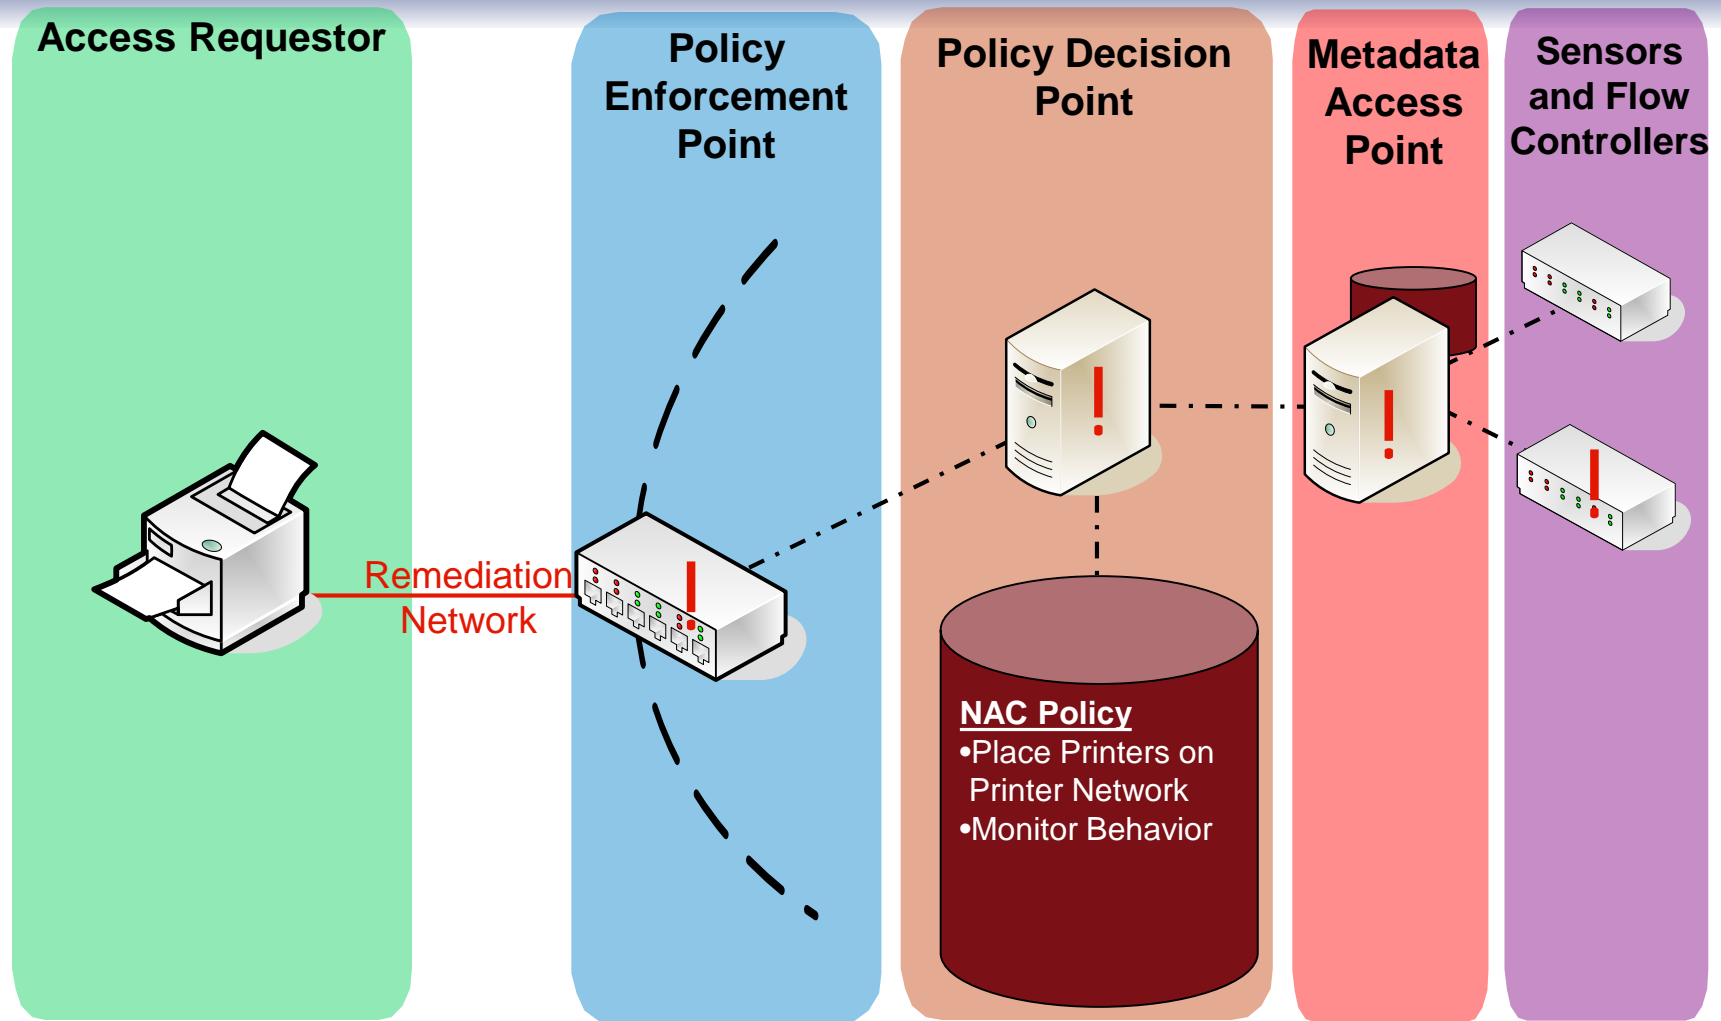 Access Requestor
Policy
Enforcement
Point
Policy Decision
Point
Metadata
Access
Point
Sensors
and Flow
Controllers
Remediation
Network
!
!
!
!
NAC Policy
•Place Printers on
Printer Network
•Monitor Behavior